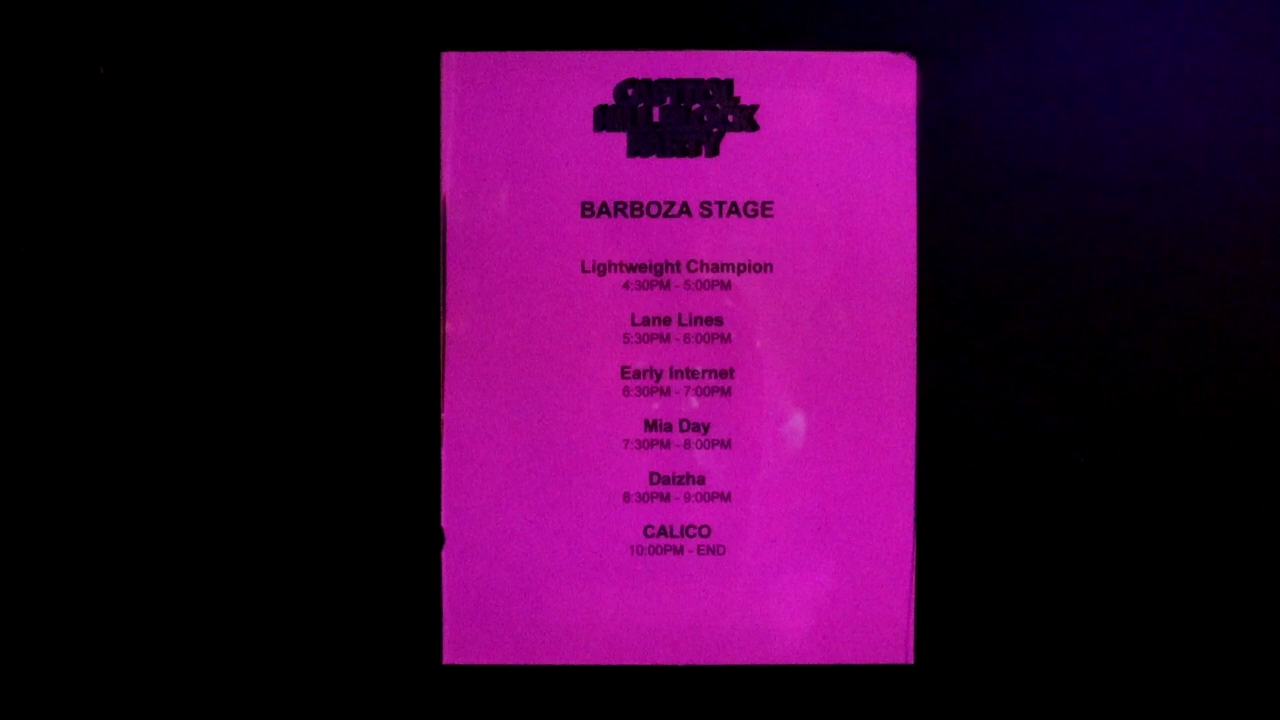 CAPITOL
HILL BLOCK
PARTY
BARBOZA STAGE
Lightweight Champion
4:30PM - 5:00PM
Lane Lines
5:30PM - 6:00PM
Early Internet
6:30PM - 7:00PM
Mia Day
7:30PM - 8:00PM
Daizha
8:30PM - 9:00PM
CALICO
10:00PM - END